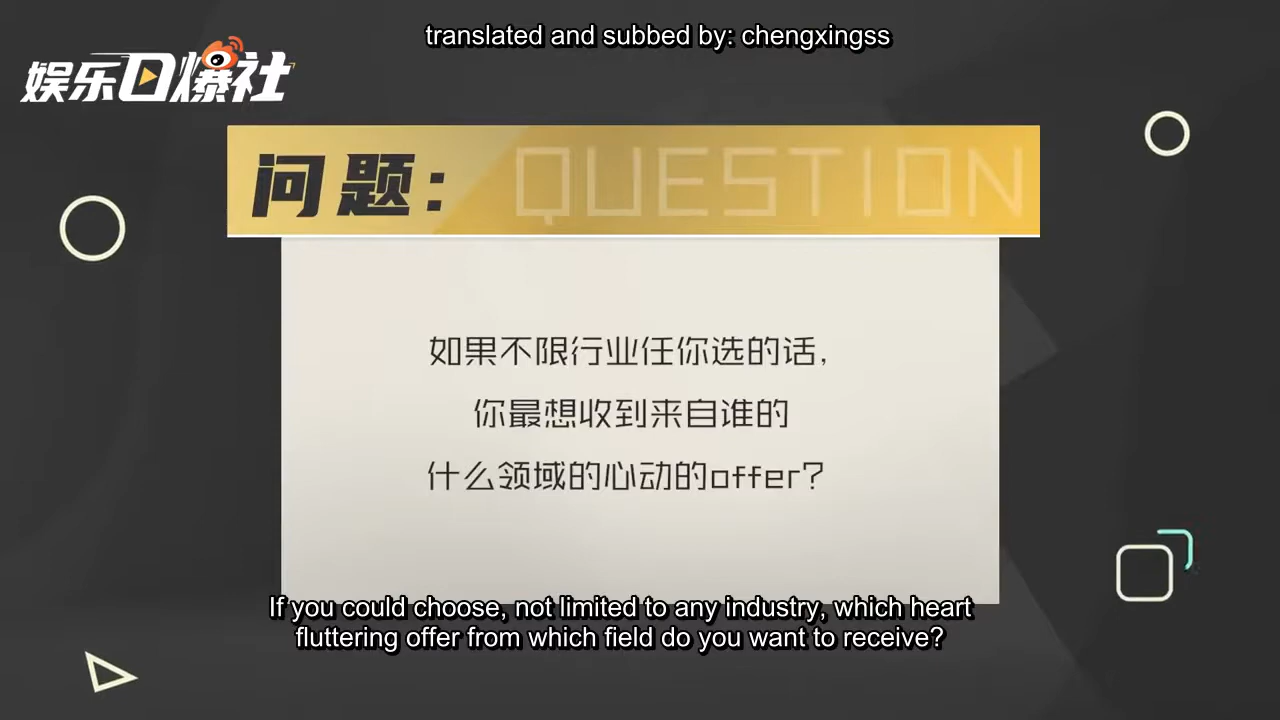 translated and subbed by: chengxingss
娱乐日爆社
问题: QUESTION
如果不限行业任你选的话,
你最想收到来自谁的
什么领域的心动的offer?
If you could choose, not limited to any industry, which heart
fluttering offer from which field do you want to receive?